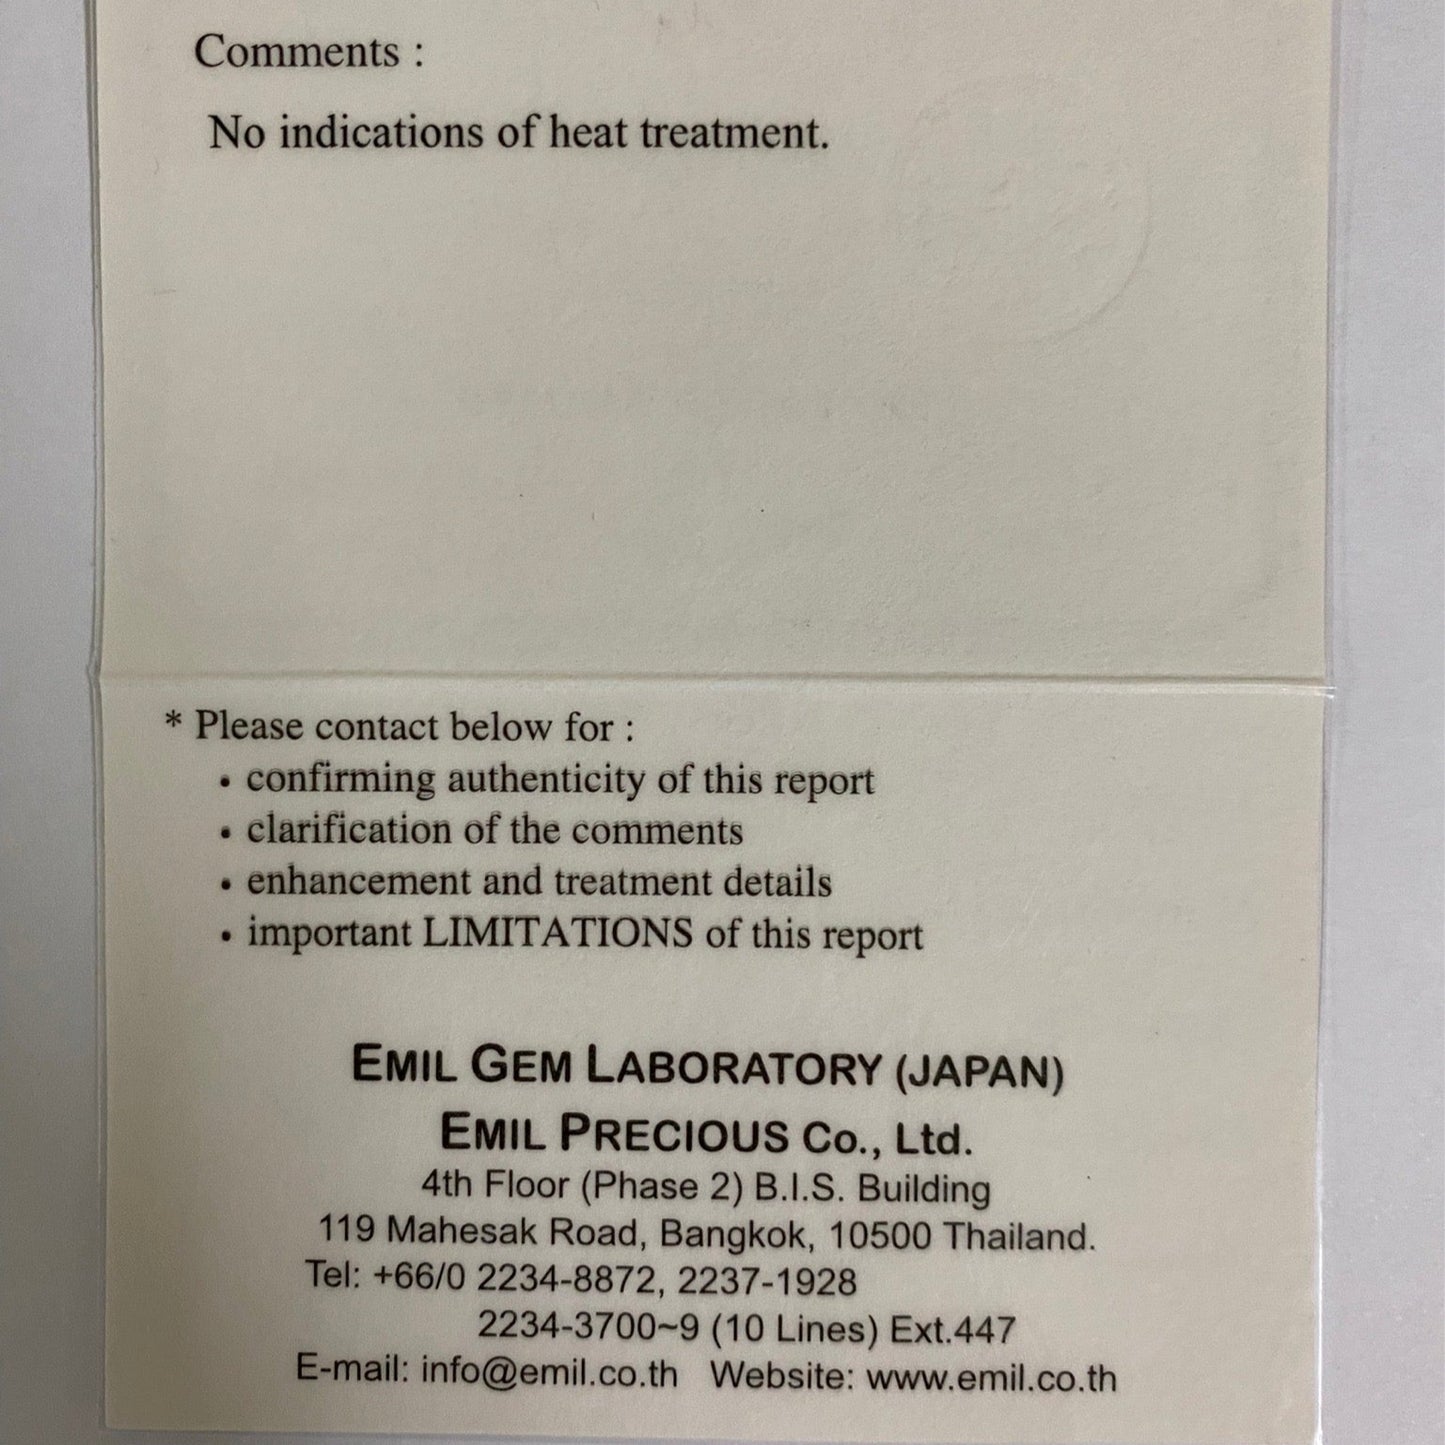 Comments :
No indications of heat treatment.
* Please contact below for :
• confirming authenticity of this report
• clarification of the comments
• enhancement and treatment details
• important LIMITATIONS of this report
EMIL GEM LABORATORY (JAPAN)
EMIL PRECIOUS Co., Ltd.
4th Floor (Phase 2) B.I.S. Building
119 Mahesak Road, Bangkok, 10500 Thailand.
Tel: +66/0 2234-8872, 2237-1928
2234-3700~9 (10 Lines) Ext.447
E-mail: info@emil.co.th Website: www.emil.co.th